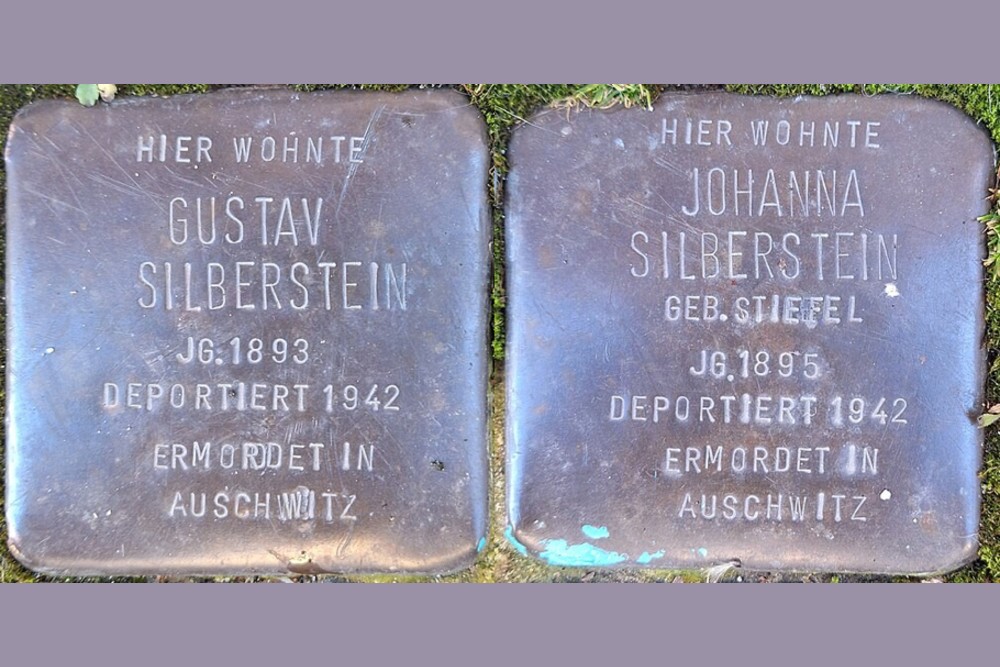 HIER WOHNTE
GUSTAV
SILBERSTEIN
JG. 1893
DEPORTIERT 1942
ERMORDET IN
AUSCHWITZ
HIER WOHNTE
JOHANNA
SILBERSTEIN
GEB. STIEFEL
JG. 1895
DEPORTIERT 1942
ERMORDET IN
AUSCHWITZ